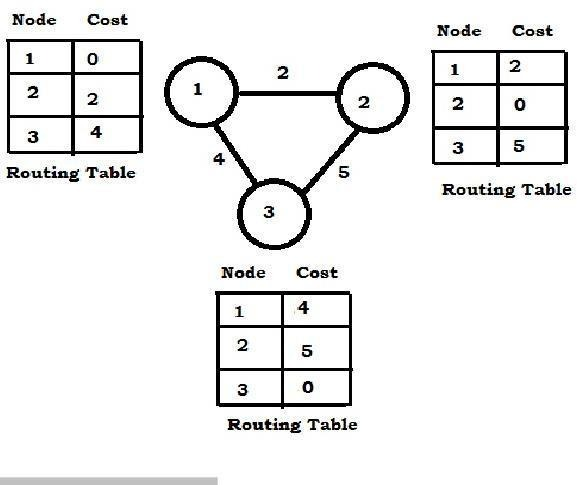 Node Cost
1 0
2 2
3 4
Routing Table
1
2
2
4
5
3
Node Cost
1 2
2 0
3 5
Routing Table
Node Cost
1 4
2 5
3 0
Routing Table